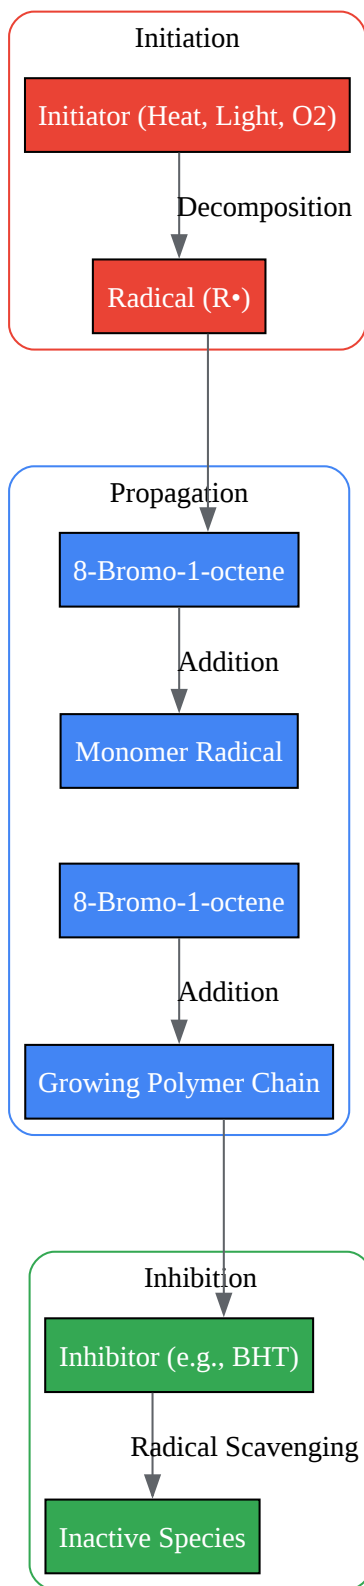 Initiation
Initiator (Heat, Light, O2)
Decomposition
Radical (R•)
Propagation
8-Bromo-1-octene
Addition
Monomer Radical
8-Bromo-1-octene
Addition
Growing Polymer Chain
Inhibition
Inhibitor (e.g., BHT)
Radical Scavenging
Inactive Species